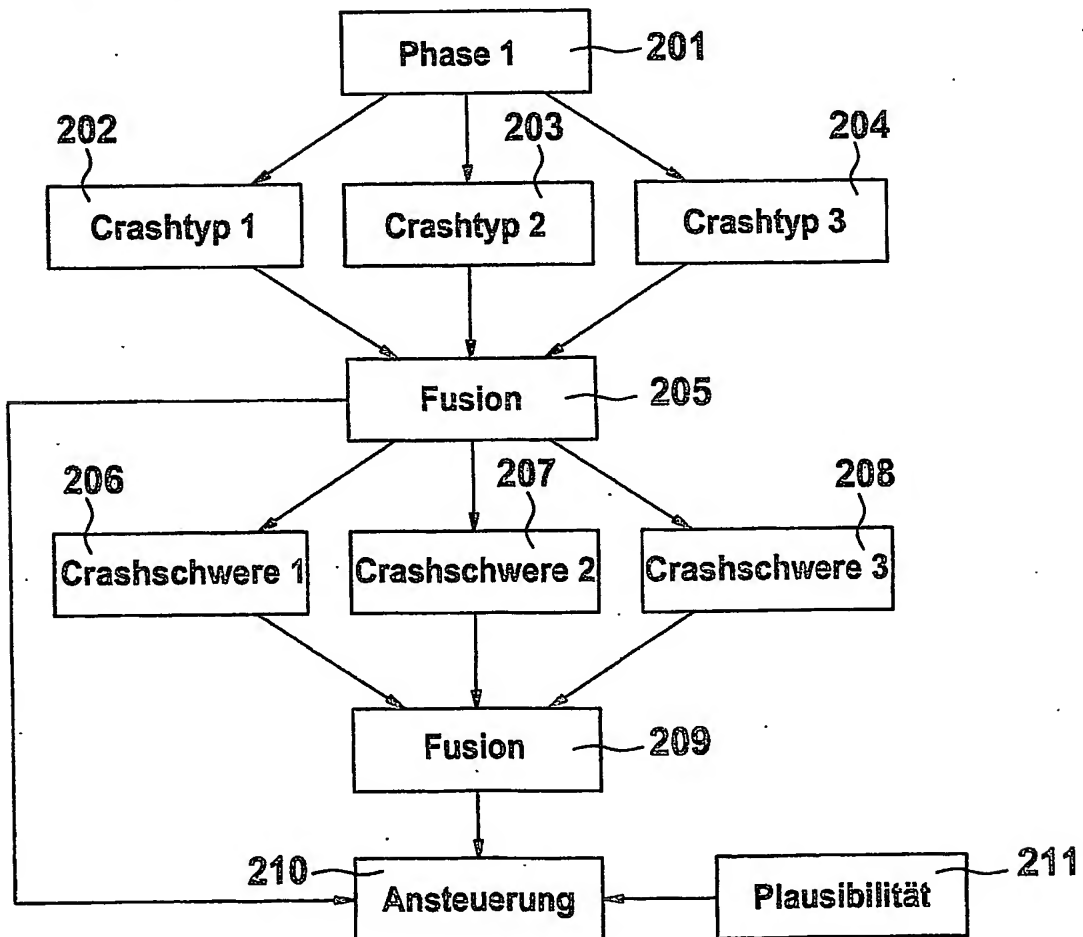 Phase 1
201
202
203
204
Crashtyp 1
Crashtyp 2
Crashtyp 3
Fusion
205
206
207
208
Crashschwere 1
Crashschwere 2
Crashschwere 3
Fusion
209
210
211
Ansteuerung
Plausibilität